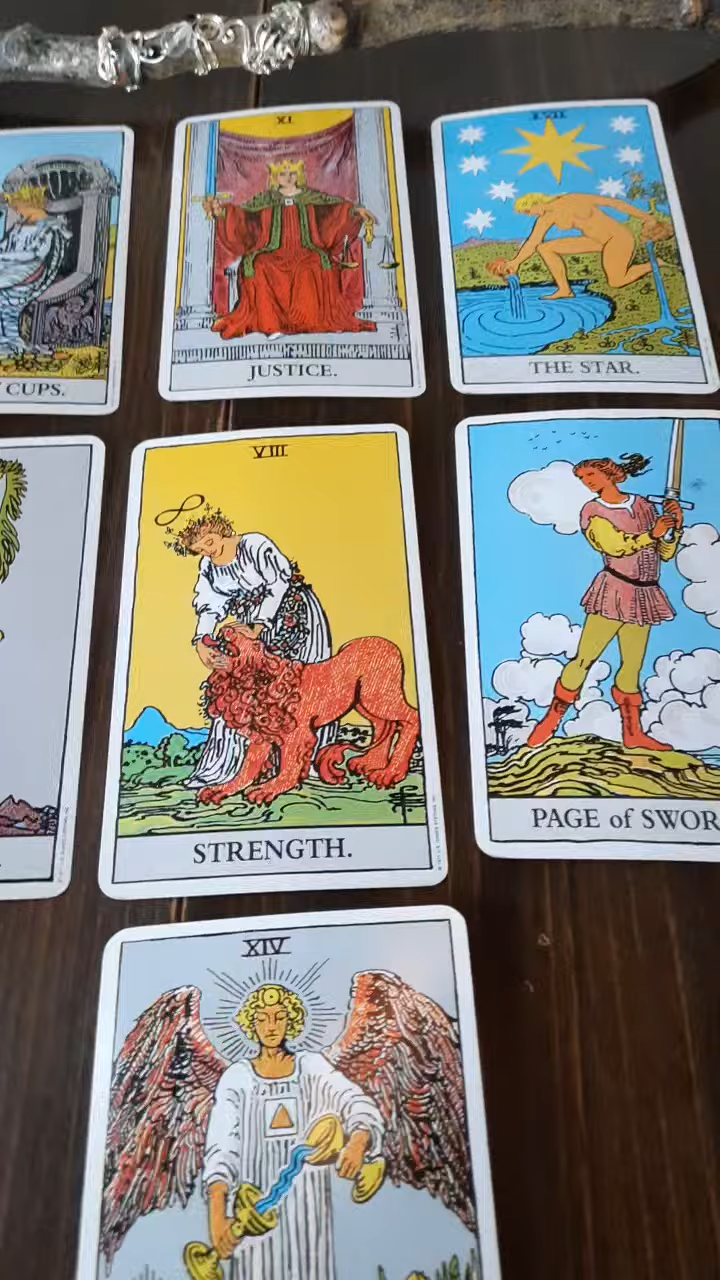 XI
XVII
CUPS.
JUSTICE.
THE STAR.
VIII
STRENGTH.
PAGE of SWOR
XIV